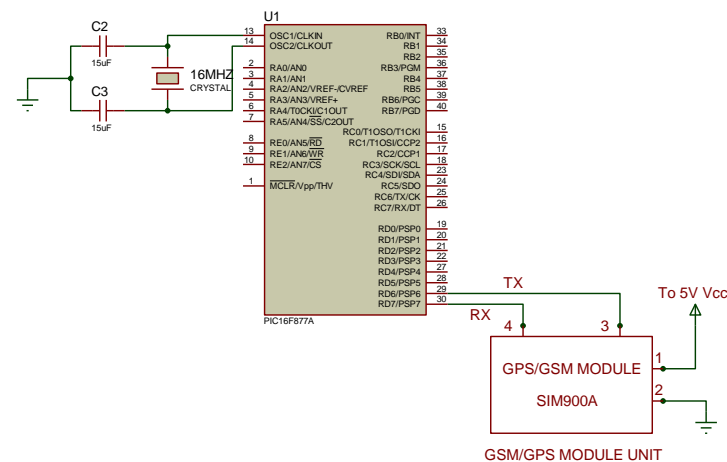 U1
C2
15uF
C3
15uF
16MHZ
CRYSTAL
13 OSC1/CLKIN
14 OSC2/CLKOUT
2 RA0/AN0
3 RA1/AN1
4 RA2/AN2/VREF-/CVREF
5 RA3/AN3/VREF+
6 RA4/T0CKI/C1OUT
7 RA5/AN4/SS/C2OUT
8 RE0/AN5/RD
9 RE1/AN6/WR
10 RE2/AN7/CS
1 MCLR/Vpp/THV
RB0/INT 33
RB1 34
RB2 35
RB3/PGM 36
RB4 37
RB5 38
RB6/PGC 39
RB7/PGD 40
RC0/T1OSO/T1CKI 15
RC1/T1OSI/CCP2 16
RC2/CCP1 17
RC3/SCK/SCL 18
RC4/SDI/SDA 23
RC5/SDO 24
RC6/TX/CK 25
RC7/RX/DT 26
RD0/PSP0 19
RD1/PSP1 20
RD2/PSP2 21
RD3/PSP3 22
RD4/PSP4 27
RD5/PSP5 28
RD6/PSP6 29
RD7/PSP7 30
PIC16F877A
TX
RX
To 5V Vcc
4 3
1
2
GPS/GSM MODULE
SIM900A
GSM/GPS MODULE UNIT